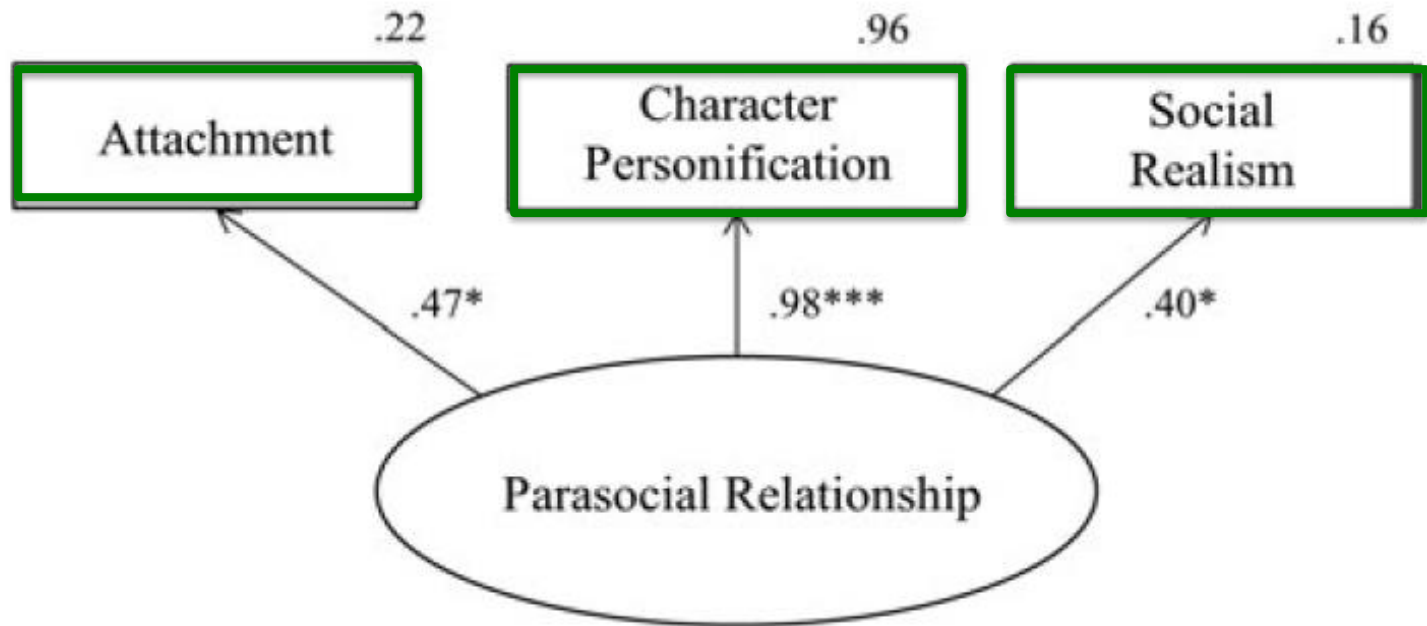 .22
.96
.16
Attachment
Character
Personification
Social
Realism
.47*
.98***
.40*
Parasocial Relationship